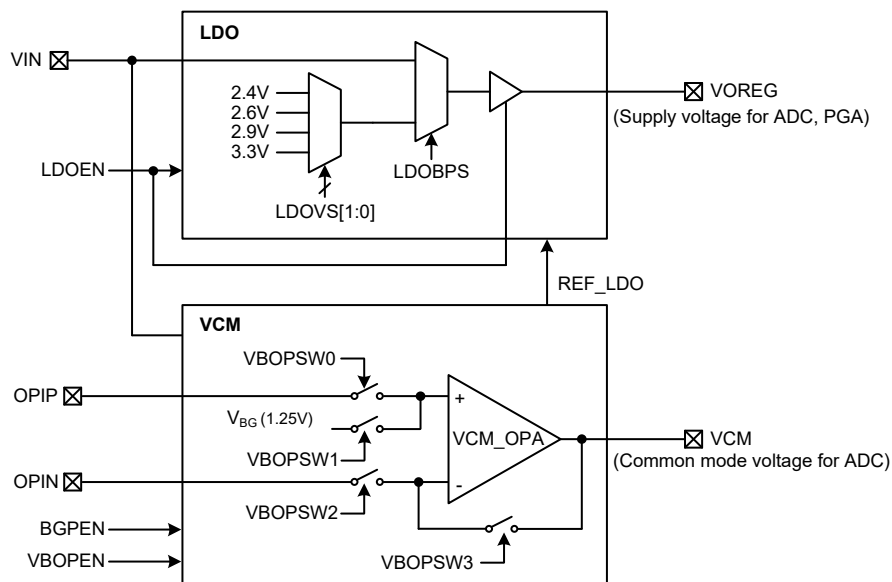 LDO
VIN
2.4V
2.6V
2.9V
3.3V
VOREG
(Supply voltage for ADC, PGA)
LDOEN
LDOBPS
LDOVS[1:0]
REF_LDO
VCM
VBOPSW0
OPIP
+
VBG (1.25V)
VCM_OPA
VCM
(Common mode voltage for ADC)
VBOPSW1
OPIN
-
VBOPSW2
BGPEN
VBOPEN
VBOPSW3